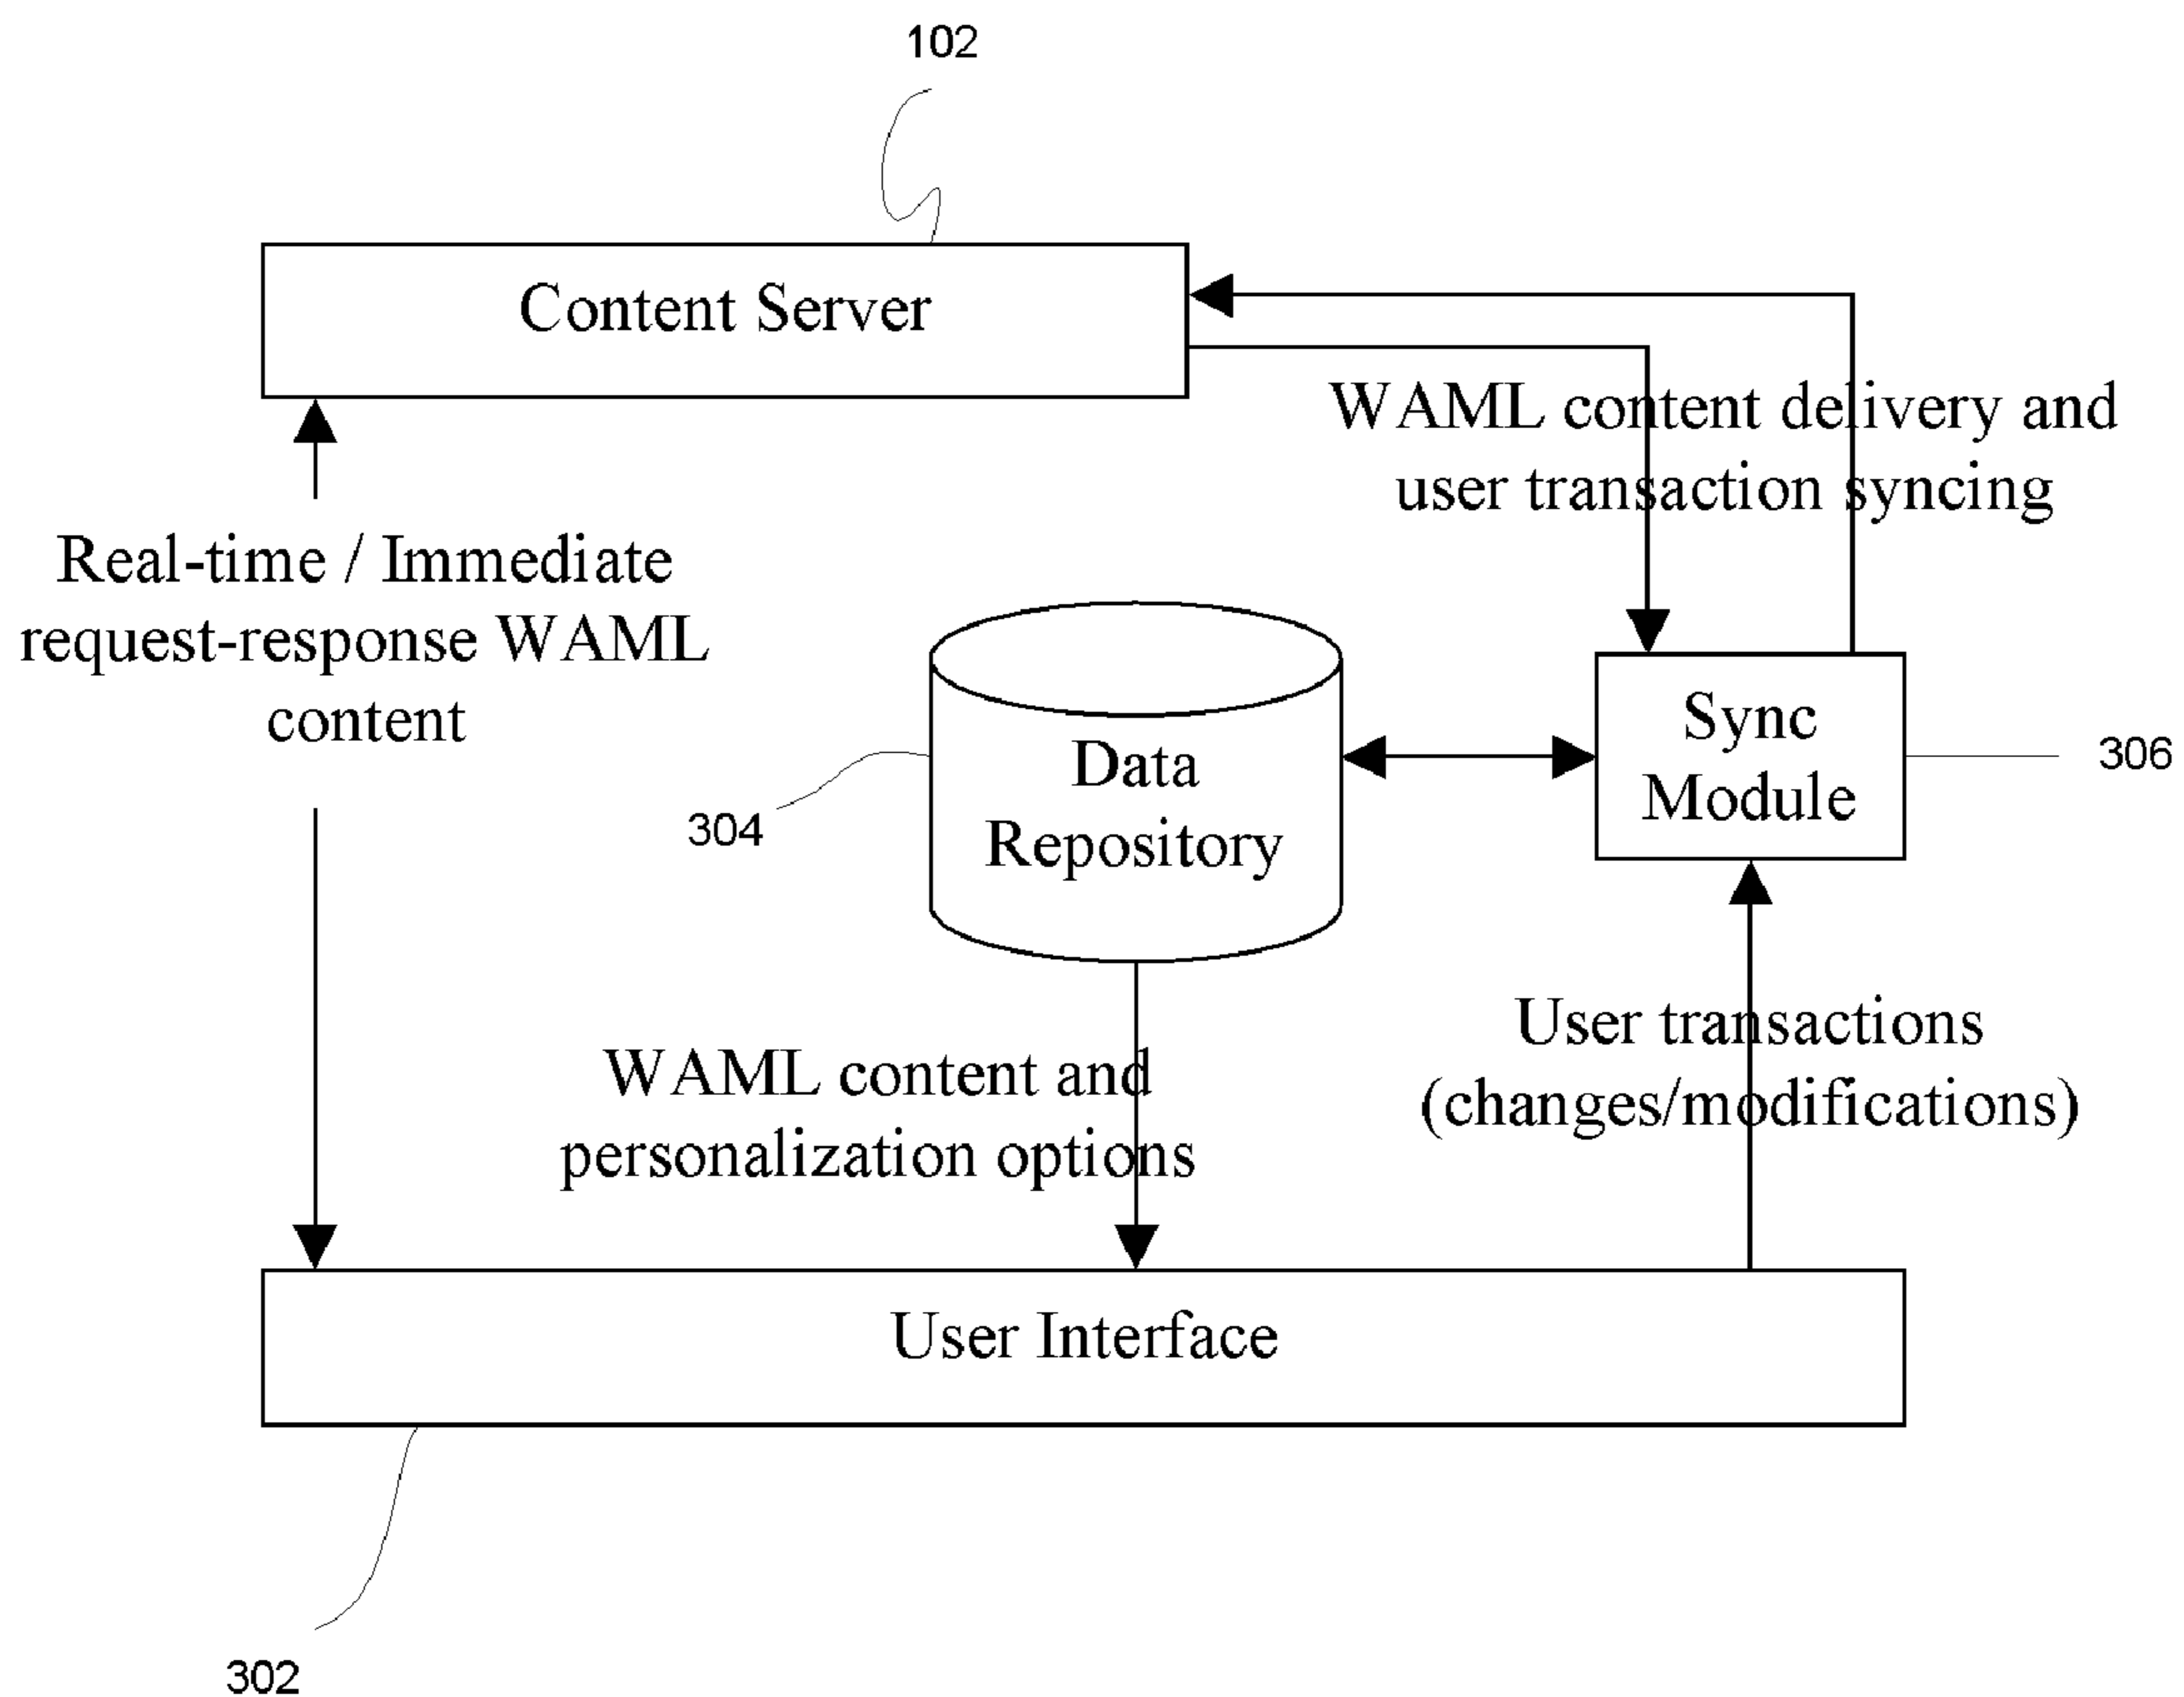 102
Content Server
WAML content delivery and
user transaction syncing
Real-time / Immediate
request-response WAML
content
Data
Repository
Sync
Module
306
304
User transactions
(changes/modifications)
WAML content and
personalization options
User Interface
302